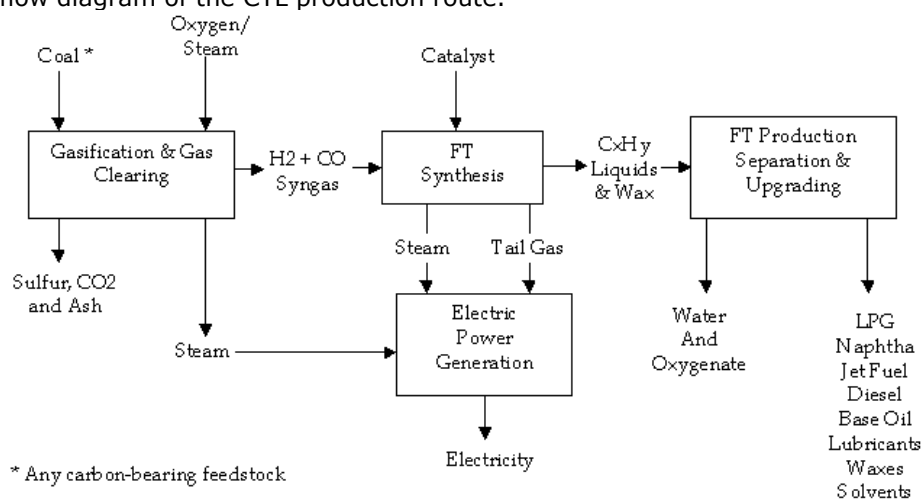 flow diagram of the CTL production route.
Oxygen/
Steam
Coal *
Catalyst
Gasification & Gas
Clearing
H2 + CO
Syngas
FT
Synthesis
CxHy
Liquids
& Wax
FT Production
Separation &
Upgrading
Steam
Tail Gas
Sulfur, CO2
and Ash
Steam
Electric
Power
Generation
Water
And
Oxygenate
LPG
Naphtha
Jet Fuel
Diesel
Base Oil
Lubricants
Waxes
Solvents
Electricity
* Any carbon-bearing feedstock